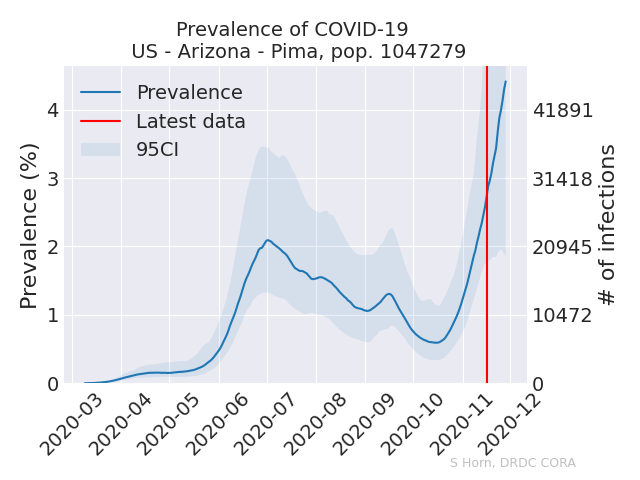 Prevalence of COVID-19
US - Arizona - Pima, pop. 1047279
Prevalence
Latest data
95CI
Prevalence (%)
4
3
2
1
0
41891
31418
20945
10472
0
# of infections
2020-03
2020-04
2020-05
2020-06
2020-07
2020-08
2020-09
2020-10
2020-11
2020-12
S Horn, DRDC CORA